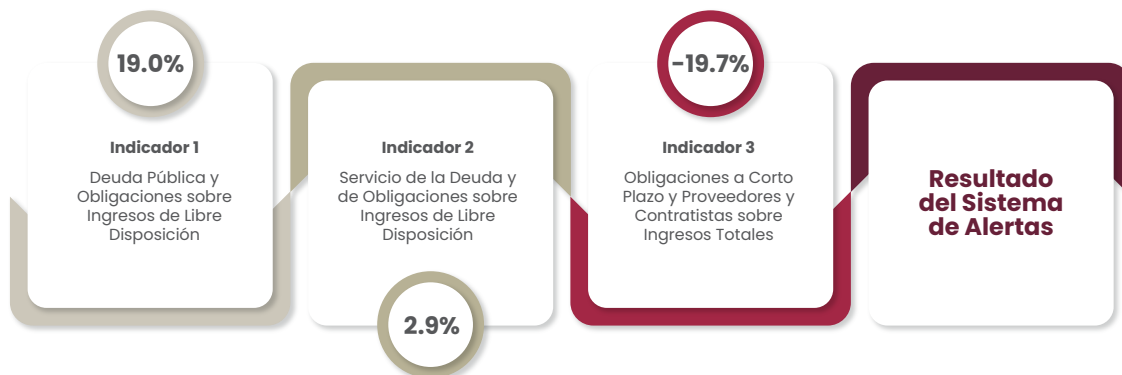 19.0%
Indicador 1
Deuda Pública y
Obligaciones sobre
Ingresos de Libre
Disposición
Indicador 2
Servicio de la Deuda y
de Obligaciones sobre
Ingresos de Libre
Disposición
2.9%
-19.7%
Indicador 3
Obligaciones a Corto
Plazo y Proveedores y
Contratistas sobre
Ingresos Totales
Resultado
del Sistema
de Alertas